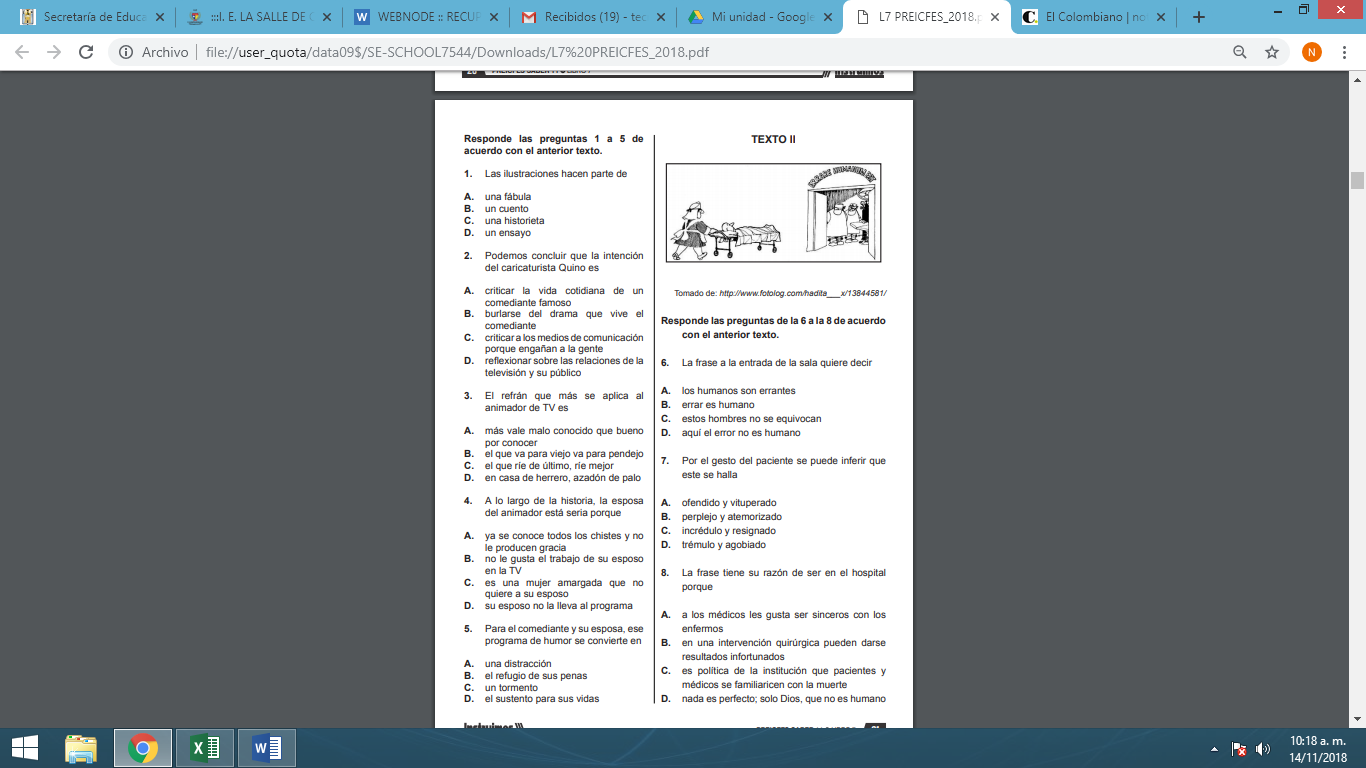 Secretaría de Educa
:::I. E. LA SALLE DE
WEBNODE :: RECUP
Recibidos (19) - tec
Mi unidad - Google
L7 PREICFES_2018.p
El Colombiano | no
Archivo
file://user_quota/data09$/SE-SCHOOL7544/Downloads/L7%20PREICFES_2018.pdf
N
Responde las preguntas 1 a 5 de
acuerdo con el anterior texto.
1. Las ilustraciones hacen parte de
A. una fábula
B. un cuento
C. una historieta
D. un ensayo
2. Podemos concluir que la intención
del caricaturista Quino es
A. criticar la vida cotidiana de un
comediante famoso
B. burlarse del drama que vive el
comediante
C. criticar a los medios de comunicación
porque engañan a la gente
D. reflexionar sobre las relaciones de la
televisión y su público
3. El refrán que más se aplica al
animador de TV es
A. más vale malo conocido que bueno
por conocer
B. el que va para viejo va para pendejo
C. el que ríe de último, ríe mejor
D. en casa de herrero, azadón de palo
4. A lo largo de la historia, la esposa
del animador está seria porque
A. ya se conoce todos los chistes y no
le producen gracia
B. no le gusta el trabajo de su esposo
en la TV
C. es una mujer amargada que no
quiere a su esposo
D. su esposo no la lleva al programa
5. Para el comediante y su esposa, ese
programa de humor se convierte en
A. una distracción
B. el refugio de sus penas
C. un tormento
D. el sustento para sus vidas
TEXTO II
ERRARE HUMANUM EST
Tomado de: http://www.fotolog.com/hadita___x/13844581/
Responde las preguntas de la 6 a la 8 de acuerdo
con el anterior texto.
6. La frase a la entrada de la sala quiere decir
A. los humanos son errantes
B. errar es humano
C. estos hombres no se equivocan
D. aquí el error no es humano
7. Por el gesto del paciente se puede inferir que
este se halla
A. ofendido y vituperado
B. perplejo y atemorizado
C. incrédulo y resignado
D. trémulo y agobiado
8. La frase tiene su razón de ser en el hospital
porque
A. a los médicos les gusta ser sinceros con los
enfermos
B. en una intervención quirúrgica pueden darse
resultados infortunados
C. es política de la institución que pacientes y
médicos se familiaricen con la muerte
D. nada es perfecto; solo Dios, que no es humano
10:18 a. m.
14/11/2018